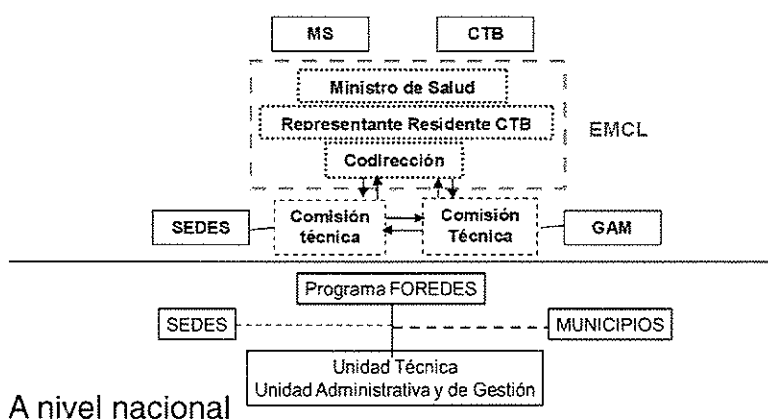 MS CTB
Ministro de Salud
Representante Residente CTB
EMCL
Codirección
SEDES
Comisión
técnica
Comisión
Técnica
GAM
Programa FOREDES
SEDES
MUNICIPIOS
Unidad Técnica
Unidad Administrativa y de Gestión
A nivel nacional